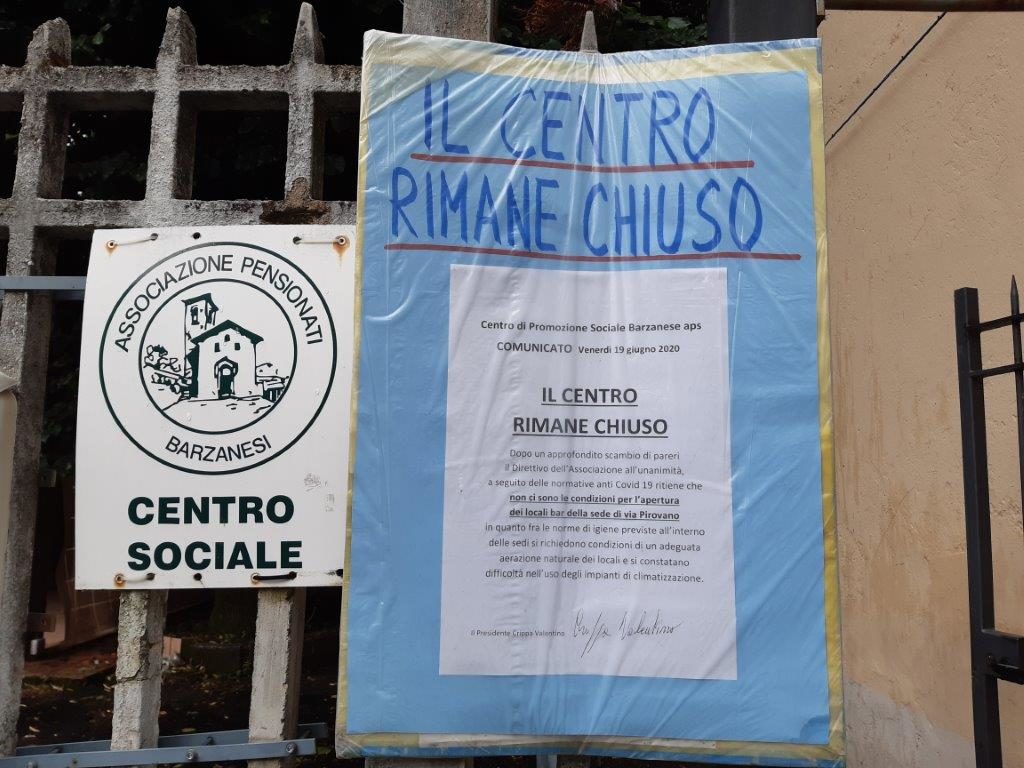 ASSOCIAZIONE PENSIONATI
BARZANESI
CENTRO
SOCIALE
IL CENTRO
RIMANE CHIUSO
Centro di Promozione Sociale Barzanese aps
COMUNICATO Venerdi 19 giugno 2020
IL CENTRO
RIMANE CHIUSO
Dopo un approfondito scambio di pareri
il Direttivo dell'Associazione all'unanimità,
a seguito delle normative anti Covid 19 ritiene che
non ci sono le condizioni per l'apertura
dei locali bar della sede di via Pirovano
in quanto fra le norme di igiene previste all'interno
delle sedi si richiedono condizioni di un adeguata
aerazione naturale dei locali e si constatano
difficoltà nell'uso degli impianti di climatizzazione.
Il Presidente Crippa Valentino Crippa Valentino